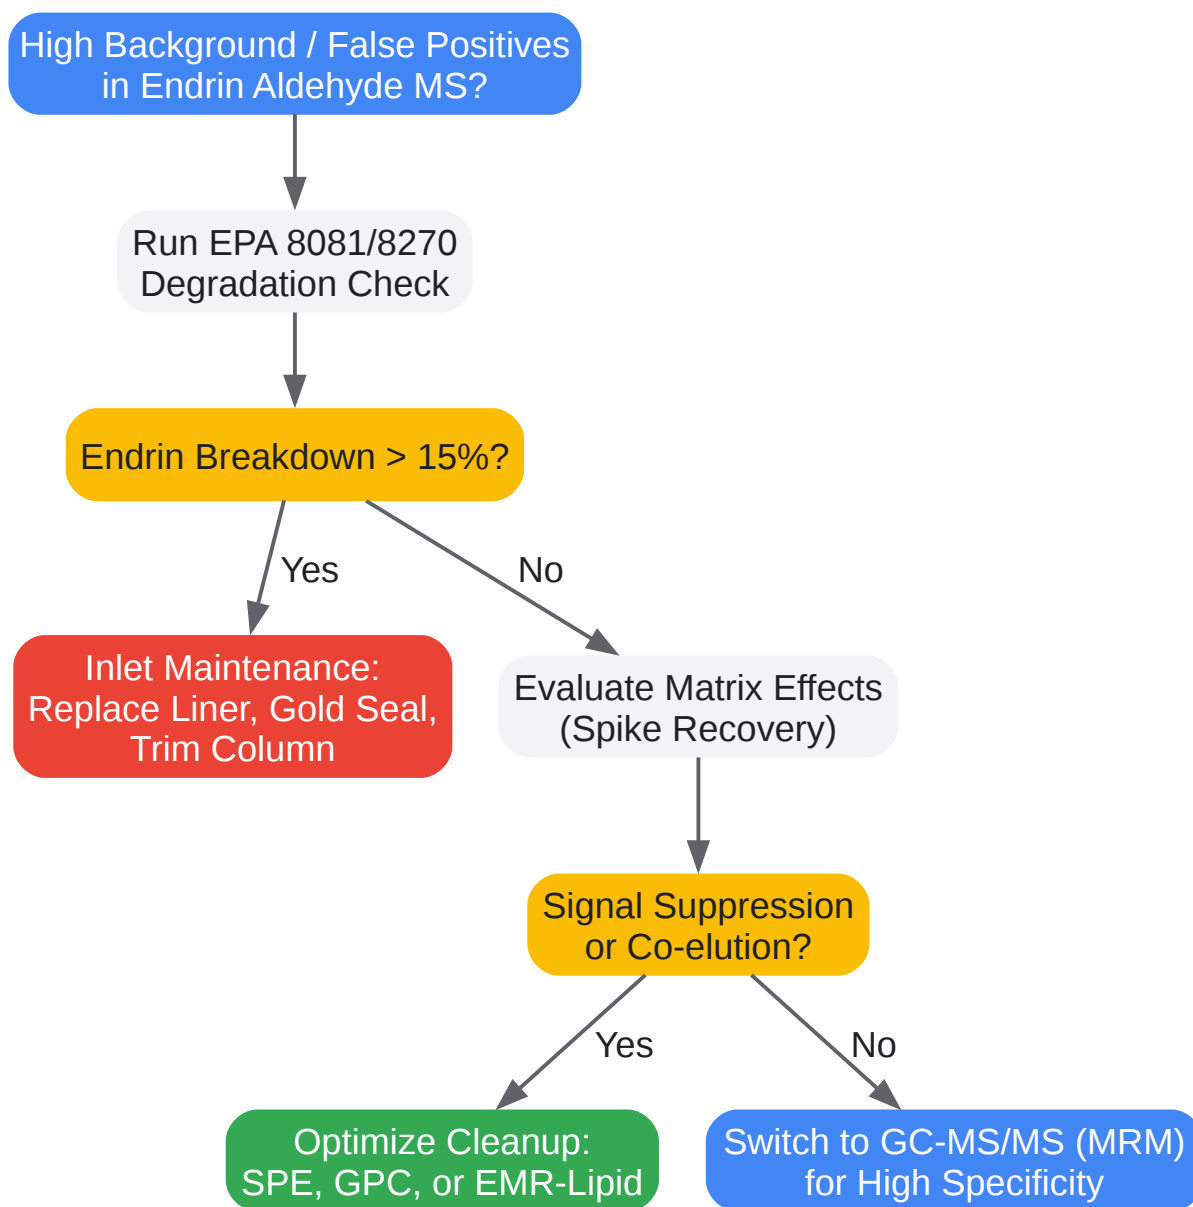 High Background / False Positives
in Endrin Aldehyde MS?
Run EPA 8081/8270
Degradation Check
Endrin Breakdown > 15%?
Yes
No
Inlet Maintenance:
Replace Liner, Gold Seal,
Trim Column
Evaluate Matrix Effects
(Spike Recovery)
Signal Suppression
or Co-elution?
Yes
No
Optimize Cleanup:
SPE, GPC, or EMR-Lipid
Switch to GC-MS/MS (MRM)
for High Specificity